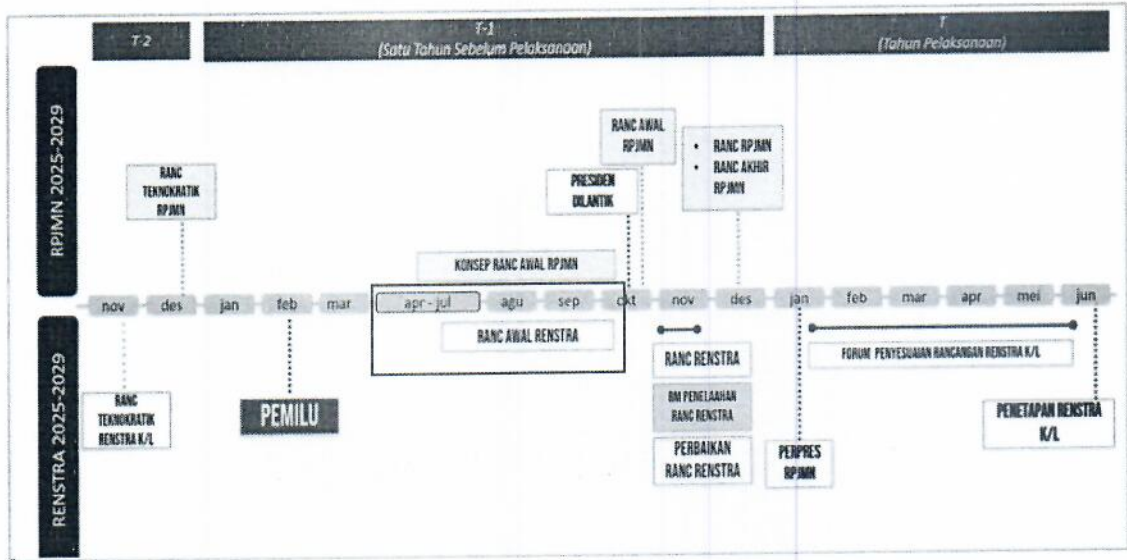 T-2
T-1
(Satu Tahun Sebelum Pelaksanaan)
T
(Tahun Pelaksanaan)
RPJMN 2025-2029
RANC
TEKNOKRATIK
RPJMN
KONSEP RANC AWAL RPJMN
PRESIDEN
DILANTIK
RANC AWAL
RPJMN
• RANC RPJMN
• RANC AKHIR
RPJMN
nov des jan feb mar apr - jul agu sep okt nov des jan feb mar apr mei jun
RENSTRA 2025-2029
RANC
TEKNOKRATIK
RENSTRA K/L
PEMILU
RANC AWAL RENSTRA
RANC RENSTRA
BM PENELAAHAN
RANC RENSTRA
PERBAIKAN
RANC RENSTRA
PERPRES
RPJMN
FORUM PENYESUAIAN RANCANGAN RENSTRA K/L
PENETAPAN RENSTRA
K/L